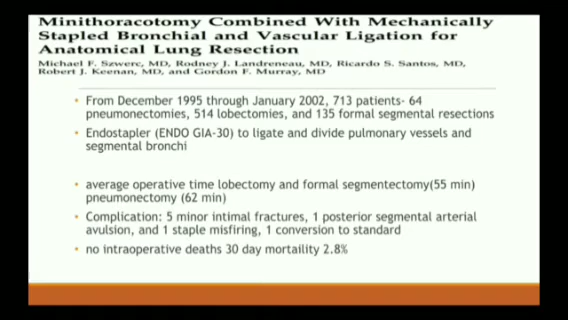 Minithoracotomy Combined With Mechanically
Stapled Bronchial and Vascular Ligation for
Anatomical Lung Resection
Michael F. Szwerc, MD, Rodney J. Landreneau, MD, Ricardo S. Santos, MD,
Robert J. Keenan, MD, and Gordon F. Murray, MD
• From December 1995 through January 2002, 713 patients- 64
pneumonectomies, 514 lobectomies, and 135 formal segmental resections
• Endostapler (ENDO GIA-30) to ligate and divide pulmonary vessels and
segmental bronchi
• average operative time lobectomy and formal segmentectomy(55 min)
pneumonectomy (62 min)
• Complication: 5 minor intimal fractures, 1 posterior segmental arterial
avulsion, and 1 staple misfiring, 1 conversion to standard
• no intraoperative deaths 30 day mortaility 2.8%